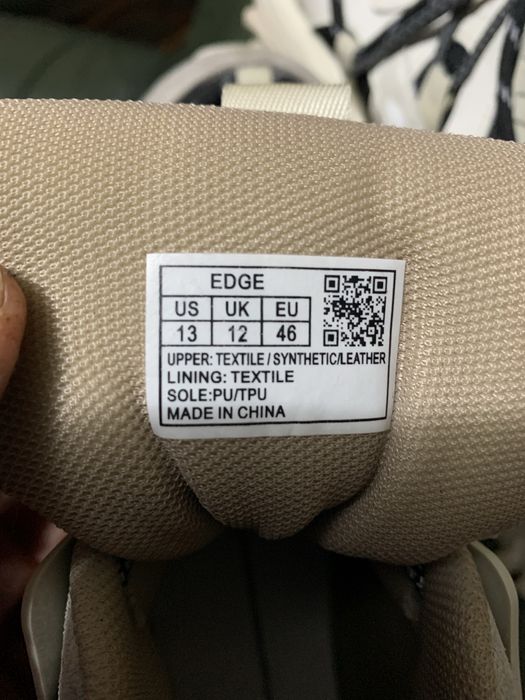 EDGE
US UK EU
13 12 46
UPPER: TEXTILE / SYNTHETIC/LEATHER
LINING: TEXTILE
SOLE:PU/TPU
MADE IN CHINA